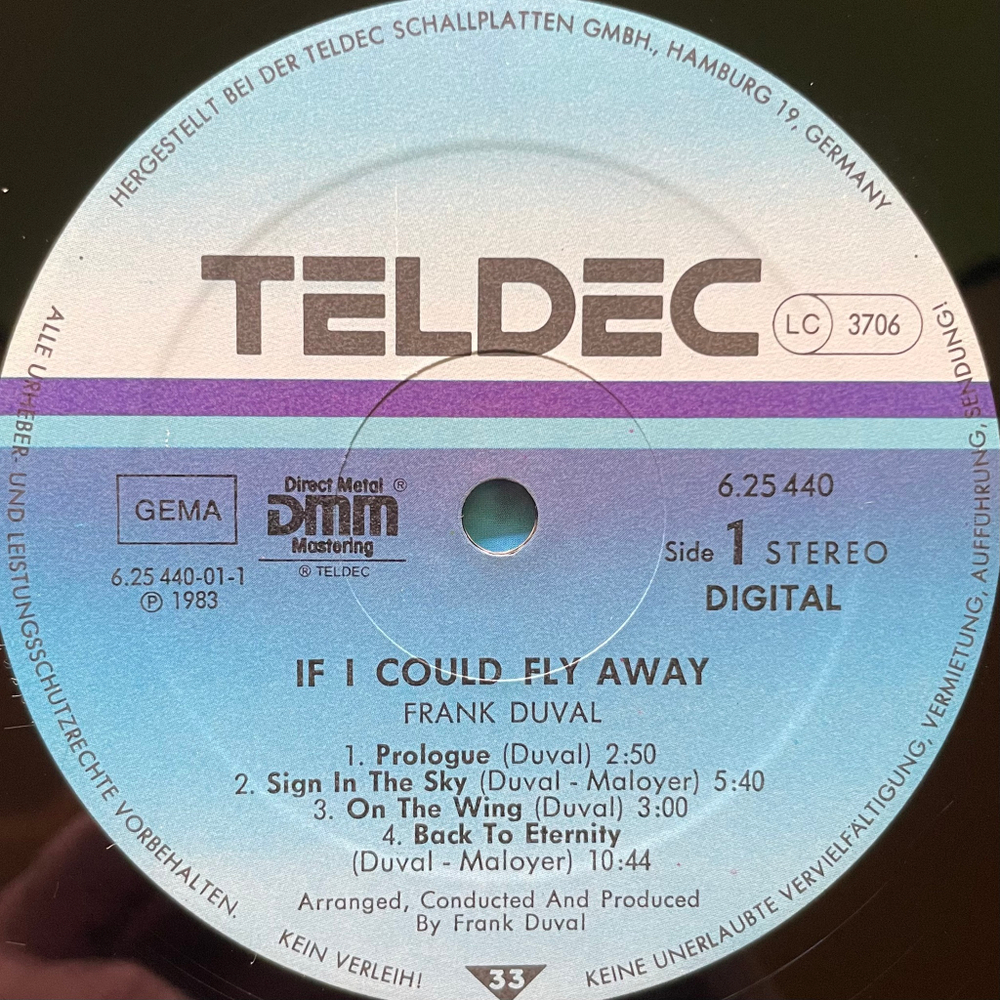 HERGESTELLT BEI DER TELDEC SCHALLPLATTEN GMBH., HAMBURG 19, GERMANY
TELDEC
LC 3706
GEMA
Direct Metal ®
DMM
Mastering
® TELDEC
6.25 440-01-1
Ⓟ 1983
6.25 440
Side 1 STEREO
DIGITAL
IF I COULD FLY AWAY
FRANK DUVAL
1. Prologue (Duval) 2:50
2. Sign In The Sky (Duval - Maloyer) 5:40
3. On The Wing (Duval) 3:00
4. Back To Eternity
(Duval - Maloyer) 10:44
Arranged, Conducted And Produced
By Frank Duval
33
ALLE URHEBER- UND LEISTUNGSSCHUTZRECHTE VORBEHALTEN.
KEIN VERLEIH!
KEINE UNERLAUBTE VERVIELFÄLTIGUNG, VERMIETUNG, AUFFÜHRUNG, SENDUNG!